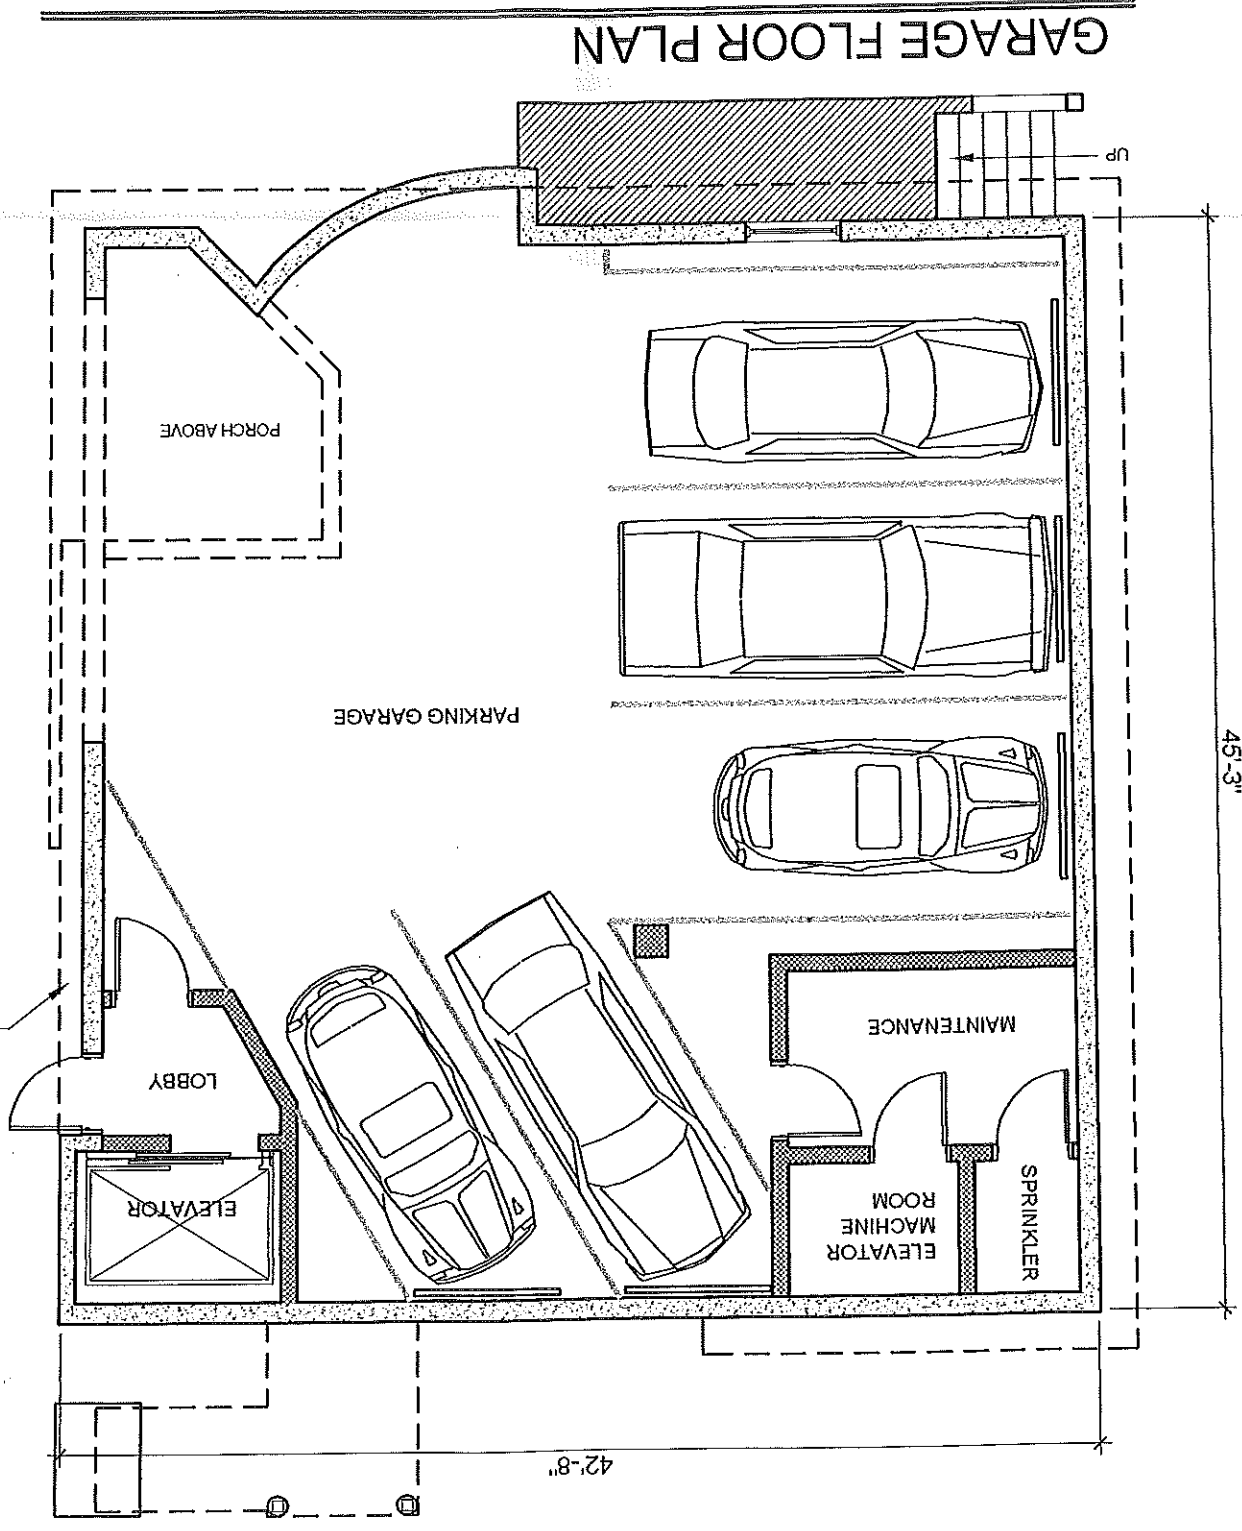 GARAGE FLOOR PLAN
UP
PORCH ABOVE
PARKING GARAGE
45'-3"
MAINTENANCE
LOBBY
SPRINKLER
ELEVATOR
MACHINE
ROOM
ELEVATOR
42'-8"